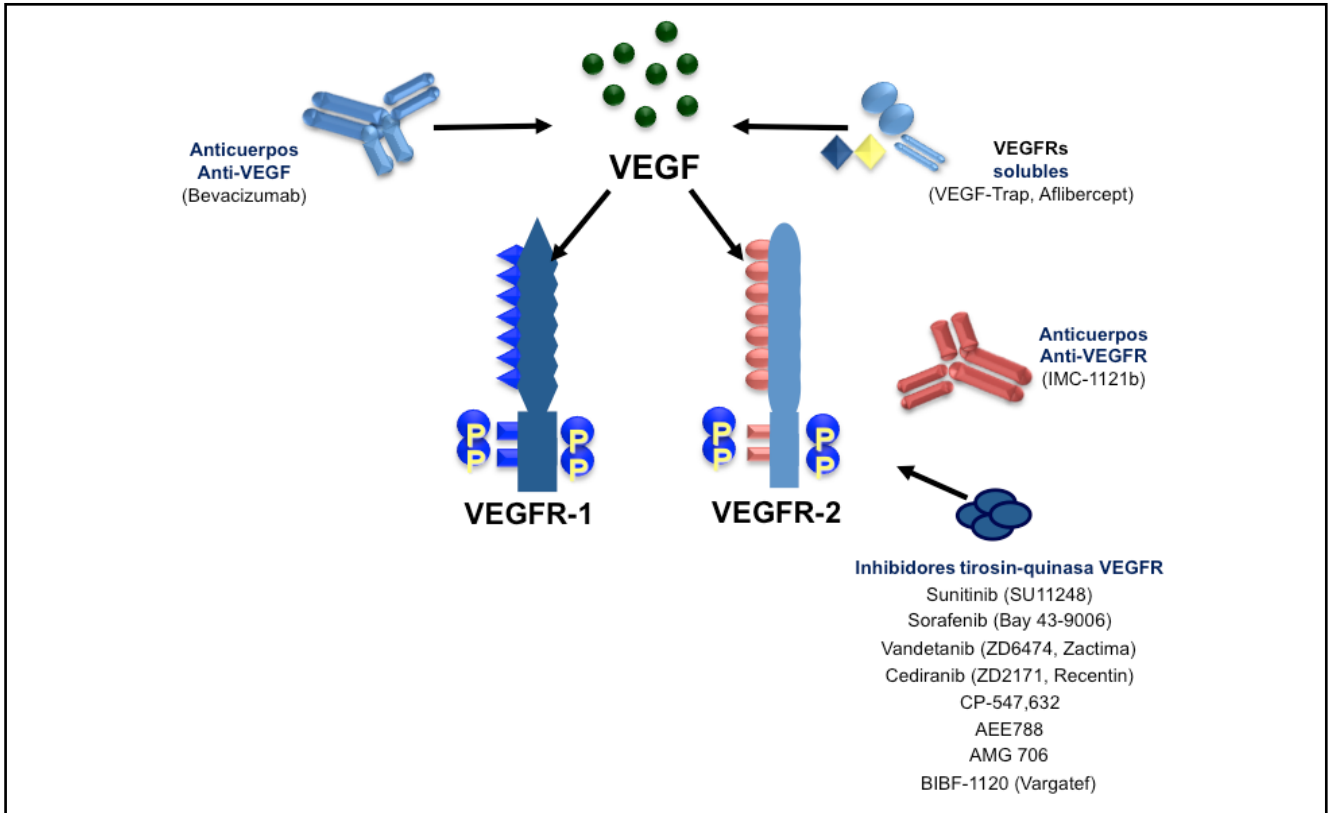 Anticuerpos
Anti-VEGF
(Bevacizumab)
VEGF
VEGFRs
solubles
(VEGF-Trap, Aflibercept)
P
P
P
P
VEGFR-1
P
P
P
P
VEGFR-2
Anticuerpos
Anti-VEGFR
(IMC-1121b)
Inhibidores tirosin-quinasa VEGFR
Sunitinib (SU11248)
Sorafenib (Bay 43-9006)
Vandetanib (ZD6474, Zactima)
Cediranib (ZD2171, Recentin)
CP-547,632
AEE788
AMG 706
BIBF-1120 (Vargatef)